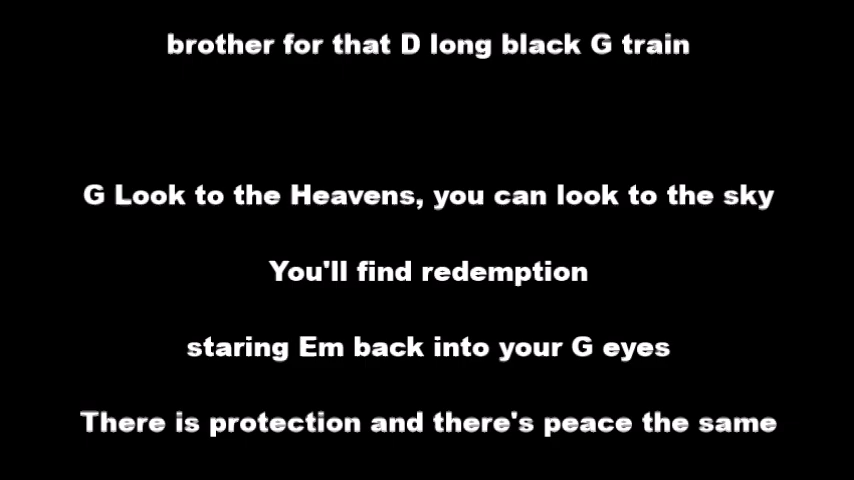 brother for that D long black G train
G Look to the Heavens, you can look to the sky
You'll find redemption
staring Em back into your G eyes
There is protection and there's peace the same